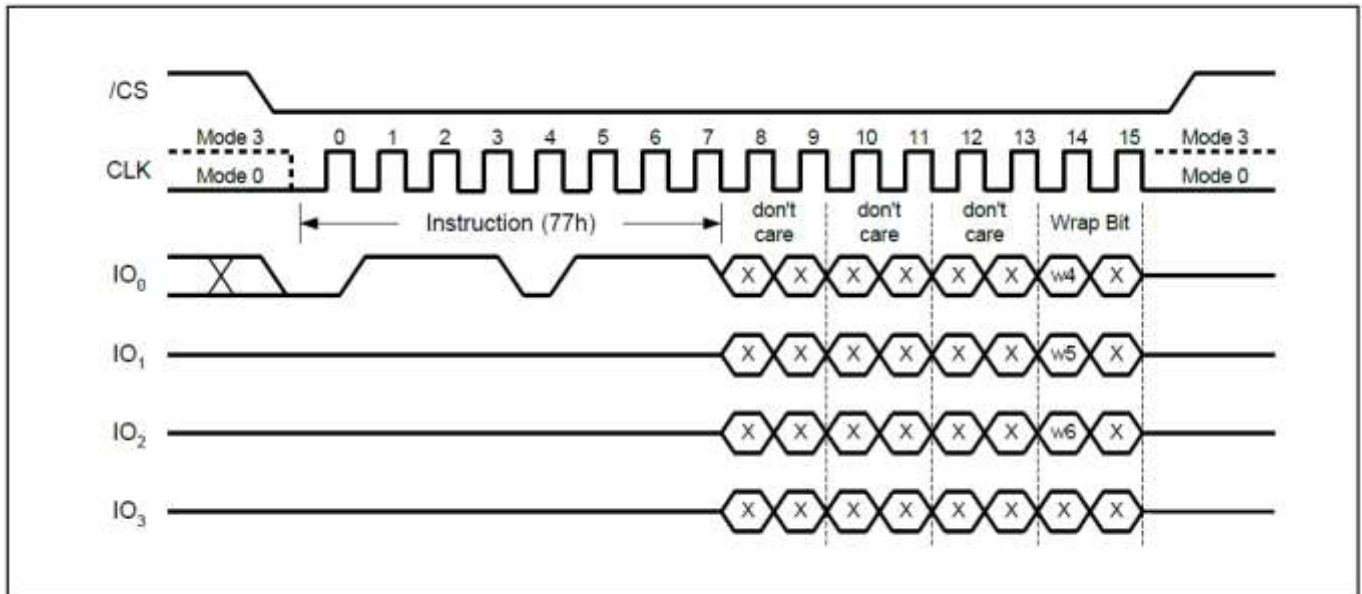 /CS
Mode 3 0 1 2 3 4 5 6 7 8 9 10 11 12 13 14 15 Mode 3
CLK
Mode 0 Mode 0
Instruction (77h) don't care don't care don't care Wrap Bit
IO0 X X X X X X X w4 X
IO1 X X X X X X w5 X
IO2 X X X X X X w6 X
IO3 X X X X X X X X